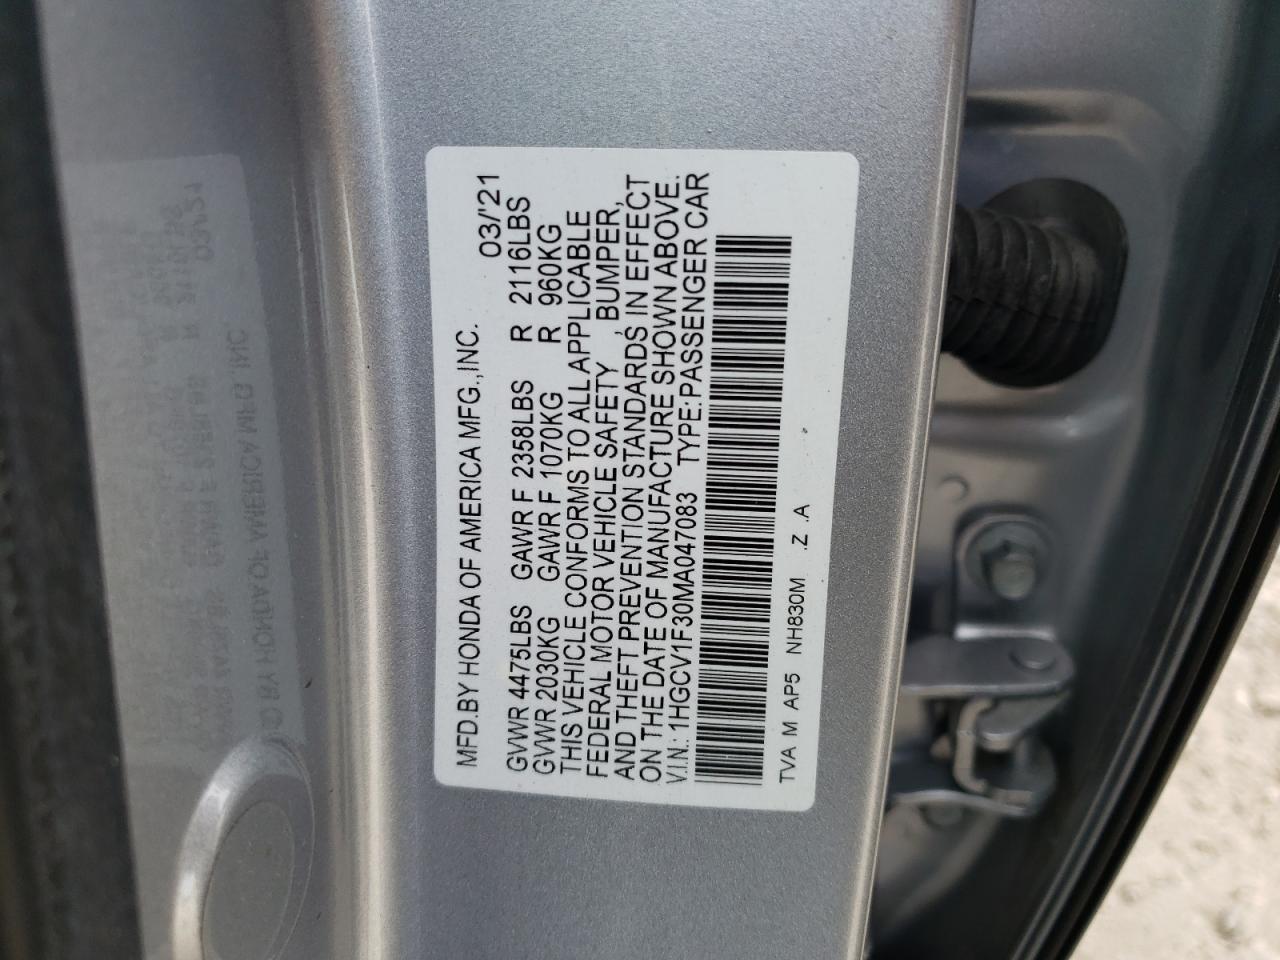 MFD.BY HONDA OF AMERICA MFG.,INC. 03/'21
GVWR 4475LBS GAWR F 2358LBS R 2116LBS
GVWR 2030KG GAWR F 1070KG R 960KG
THIS VEHICLE CONFORMS TO ALL APPLICABLE
FEDERAL MOTOR VEHICLE SAFETY , BUMPER,
AND THEFT PREVENTION STANDARDS IN EFFECT
ON THE DATE OF MANUFACTURE SHOWN ABOVE.
V.I.N.: 1HGCV1F30MA047083 TYPE:PASSENGER CAR
TVA M AP5 NH830M .Z .A